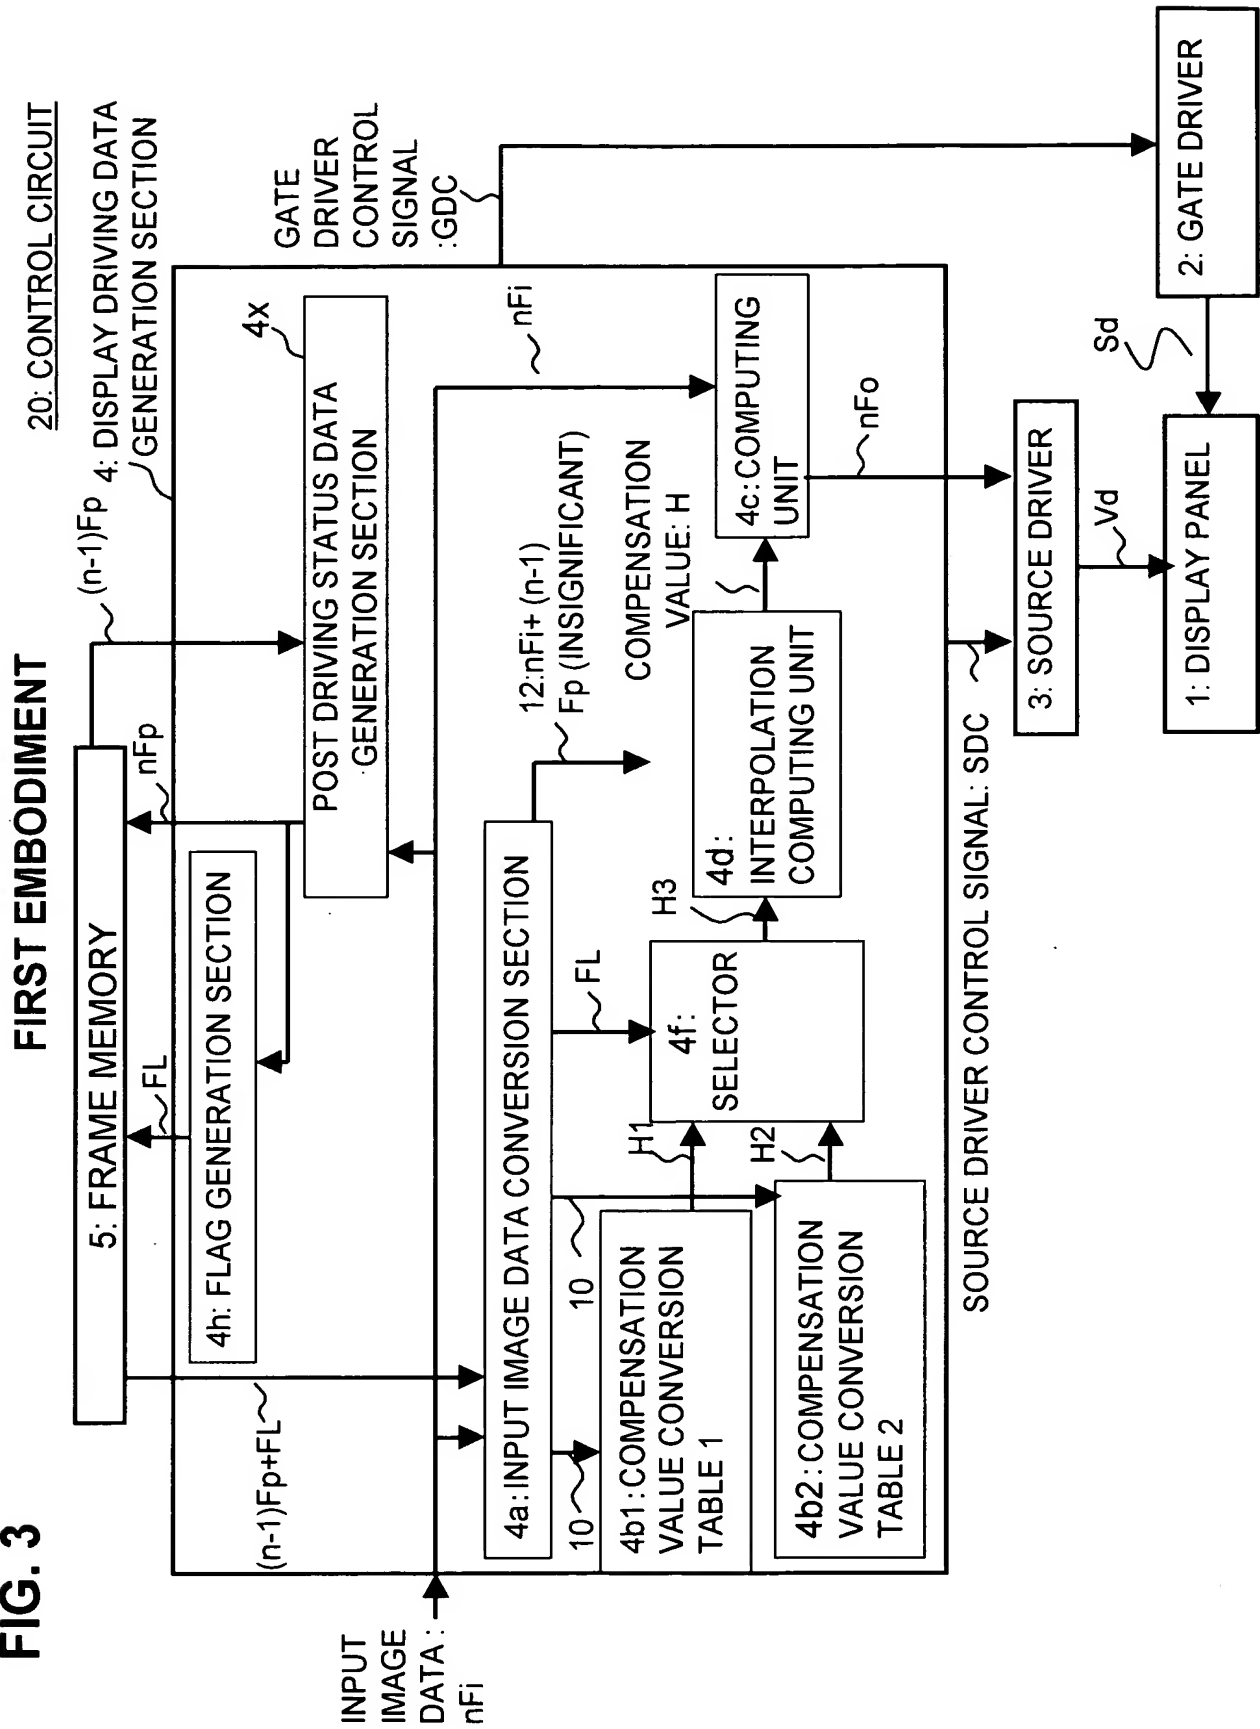 FIG. 3
FIRST EMBODIMENT
20: CONTROL CIRCUIT
4: DISPLAY DRIVING DATA
GENERATION SECTION
5: FRAME MEMORY
(n-1)Fp
nFp
FL
(n-1)Fp+FL
4h: FLAG GENERATION SECTION
4x
POST DRIVING STATUS DATA
GENERATION SECTION
GATE
DRIVER
CONTROL
SIGNAL
:GDC
INPUT
IMAGE
DATA :
nFi
nFi
4a:INPUT IMAGE DATA CONVERSION SECTION
12:nFi+ (n-1)
Fp (INSIGNIFICANT)
COMPENSATION
VALUE: H
10
10
FL
4b1:COMPENSATION
VALUE CONVERSION
TABLE 1
H1
4b2:COMPENSATION
VALUE CONVERSION
TABLE 2
H2
4f:
SELECTOR
H3
4d:
INTERPOLATION
COMPUTING UNIT
4c:COMPUTING
UNIT
nFo
SOURCE DRIVER CONTROL SIGNAL: SDC
3: SOURCE DRIVER
Vd
1: DISPLAY PANEL
Sd
2: GATE DRIVER